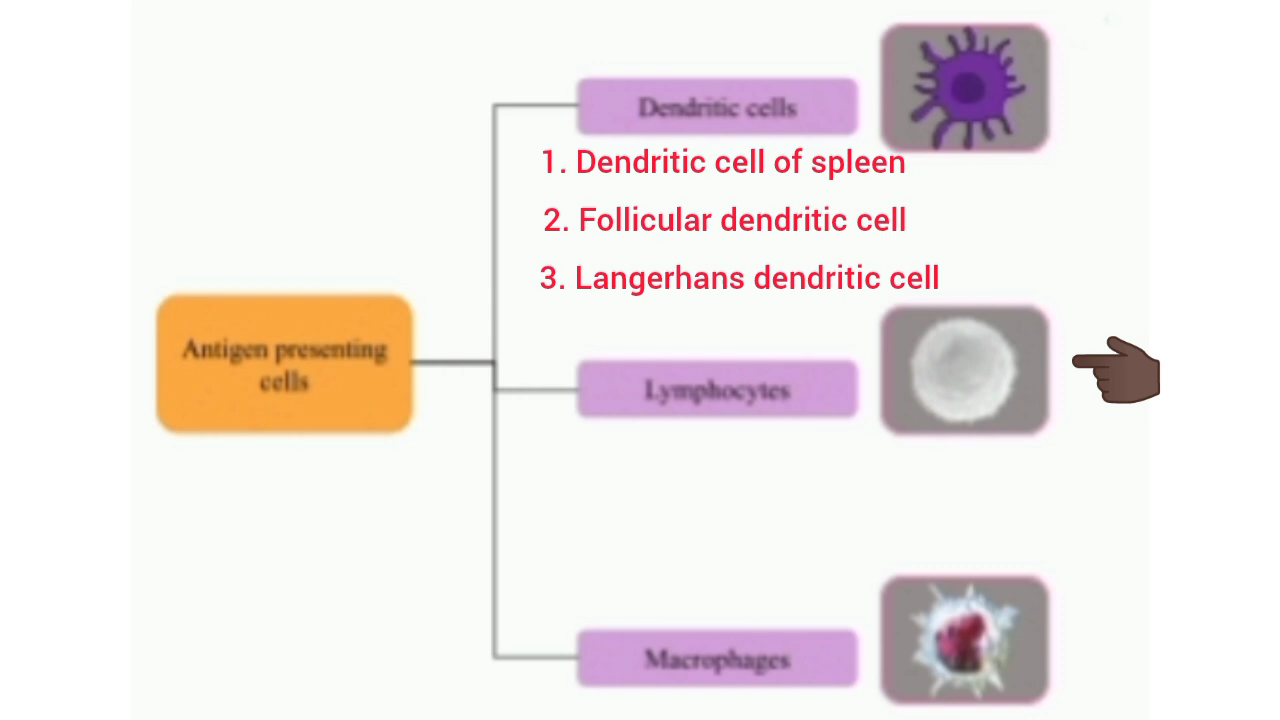 Dendritic cells
1. Dendritic cell of spleen
2. Follicular dendritic cell
3. Langerhans dendritic cell
Antigen presenting
cells
Lymphocytes
Macrophages